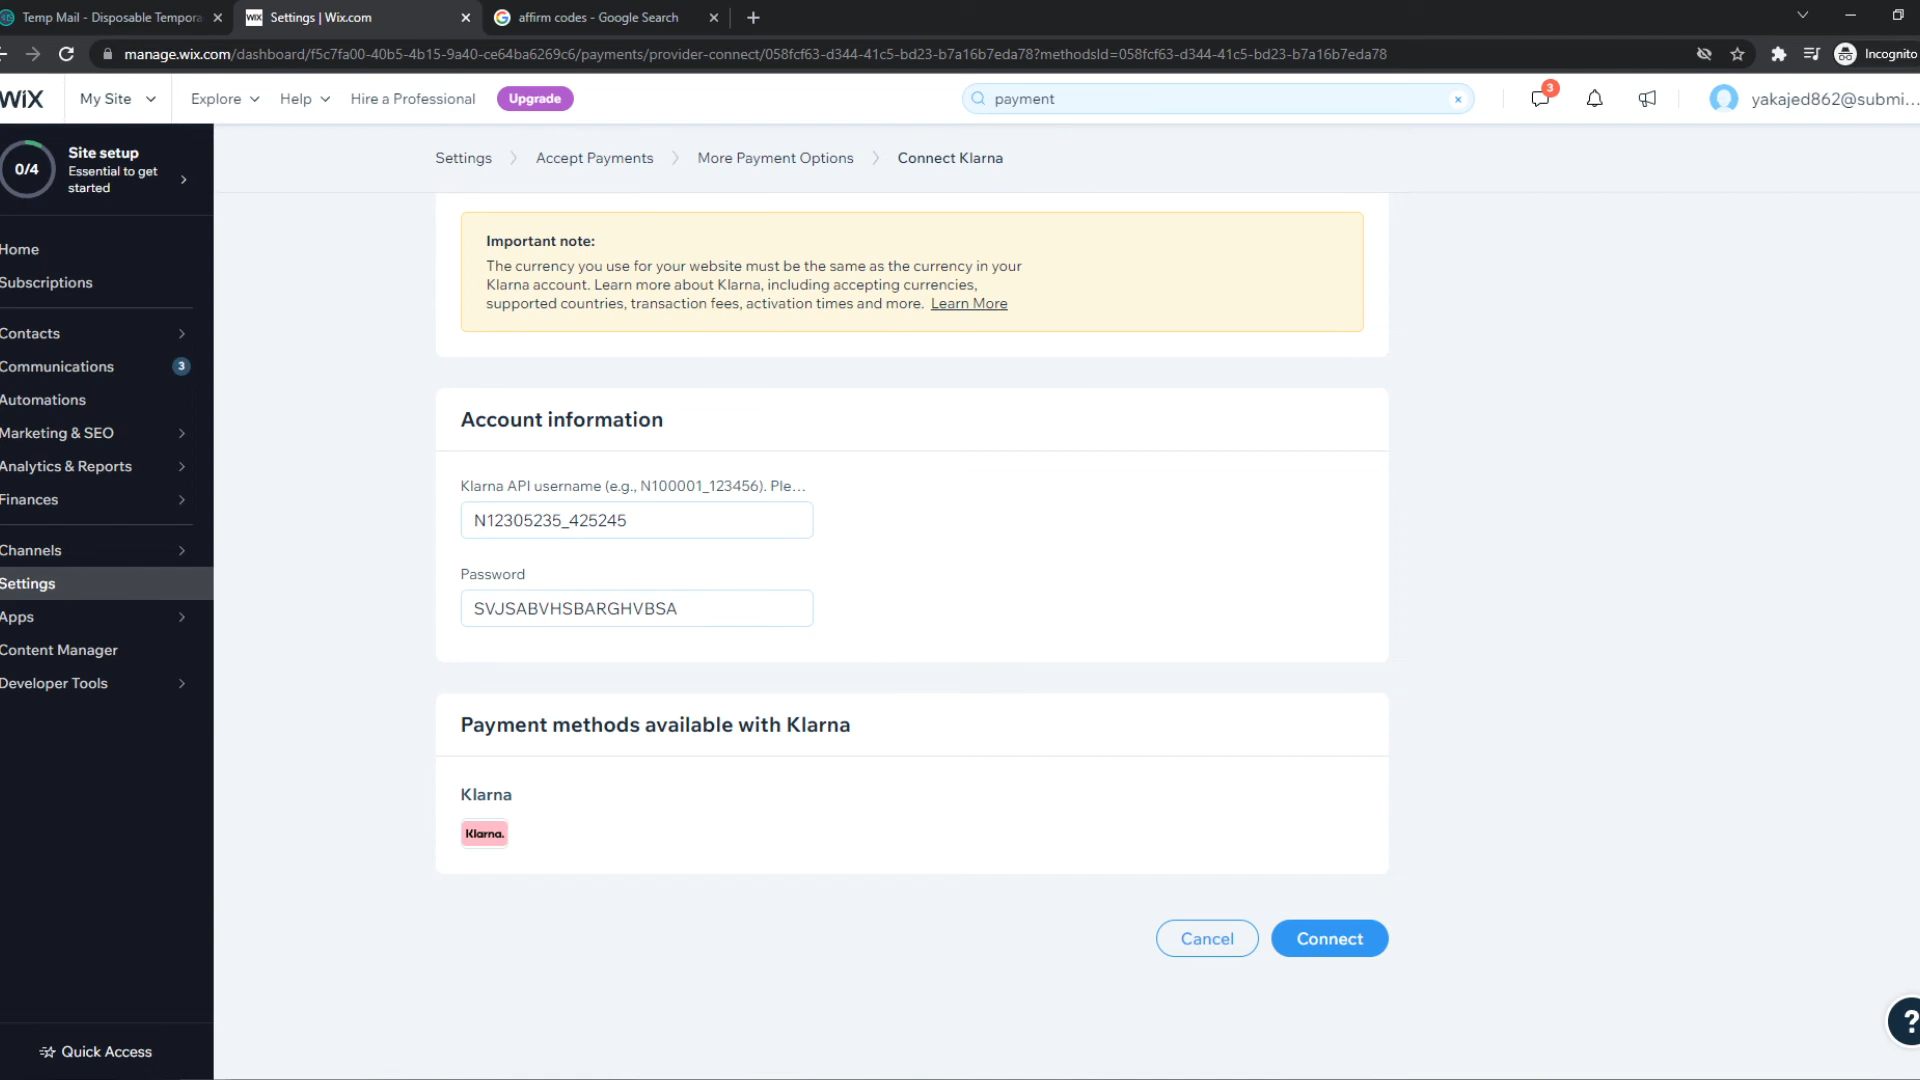 Temp Mail - Disposable Tempora
WiX Settings | Wix.com
affirm codes - Google Search
manage.wix.com/dashboard/f5c7fa00-40b5-4b15-9a40-ce64ba6269c6/payments/provider-connect/058fcf63-d344-41c5-bd23-b7a16b7eda78?methodsId=058fcf63-d344-41c5-bd23-b7a16b7eda78
Incognito
WiX
My Site
Explore
Help
Hire a Professional
Upgrade
payment
3
yakajed862@submi...
0/4
Site setup
Essential to get
started
Home
Subscriptions
Contacts
Communications 3
Automations
Marketing & SEO
Analytics & Reports
Finances
Channels
Settings
Apps
Content Manager
Developer Tools
Quick Access
Settings > Accept Payments > More Payment Options > Connect Klarna
Important note:
The currency you use for your website must be the same as the currency in your
Klarna account. Learn more about Klarna, including accepting currencies,
supported countries, transaction fees, activation times and more. Learn More
Account information
Klarna API username (e.g., N100001_123456). Ple...
N12305235_425245
Password
SVJSABVHSBARGHVBSA
Payment methods available with Klarna
Klarna
Klarna.
Cancel
Connect
?